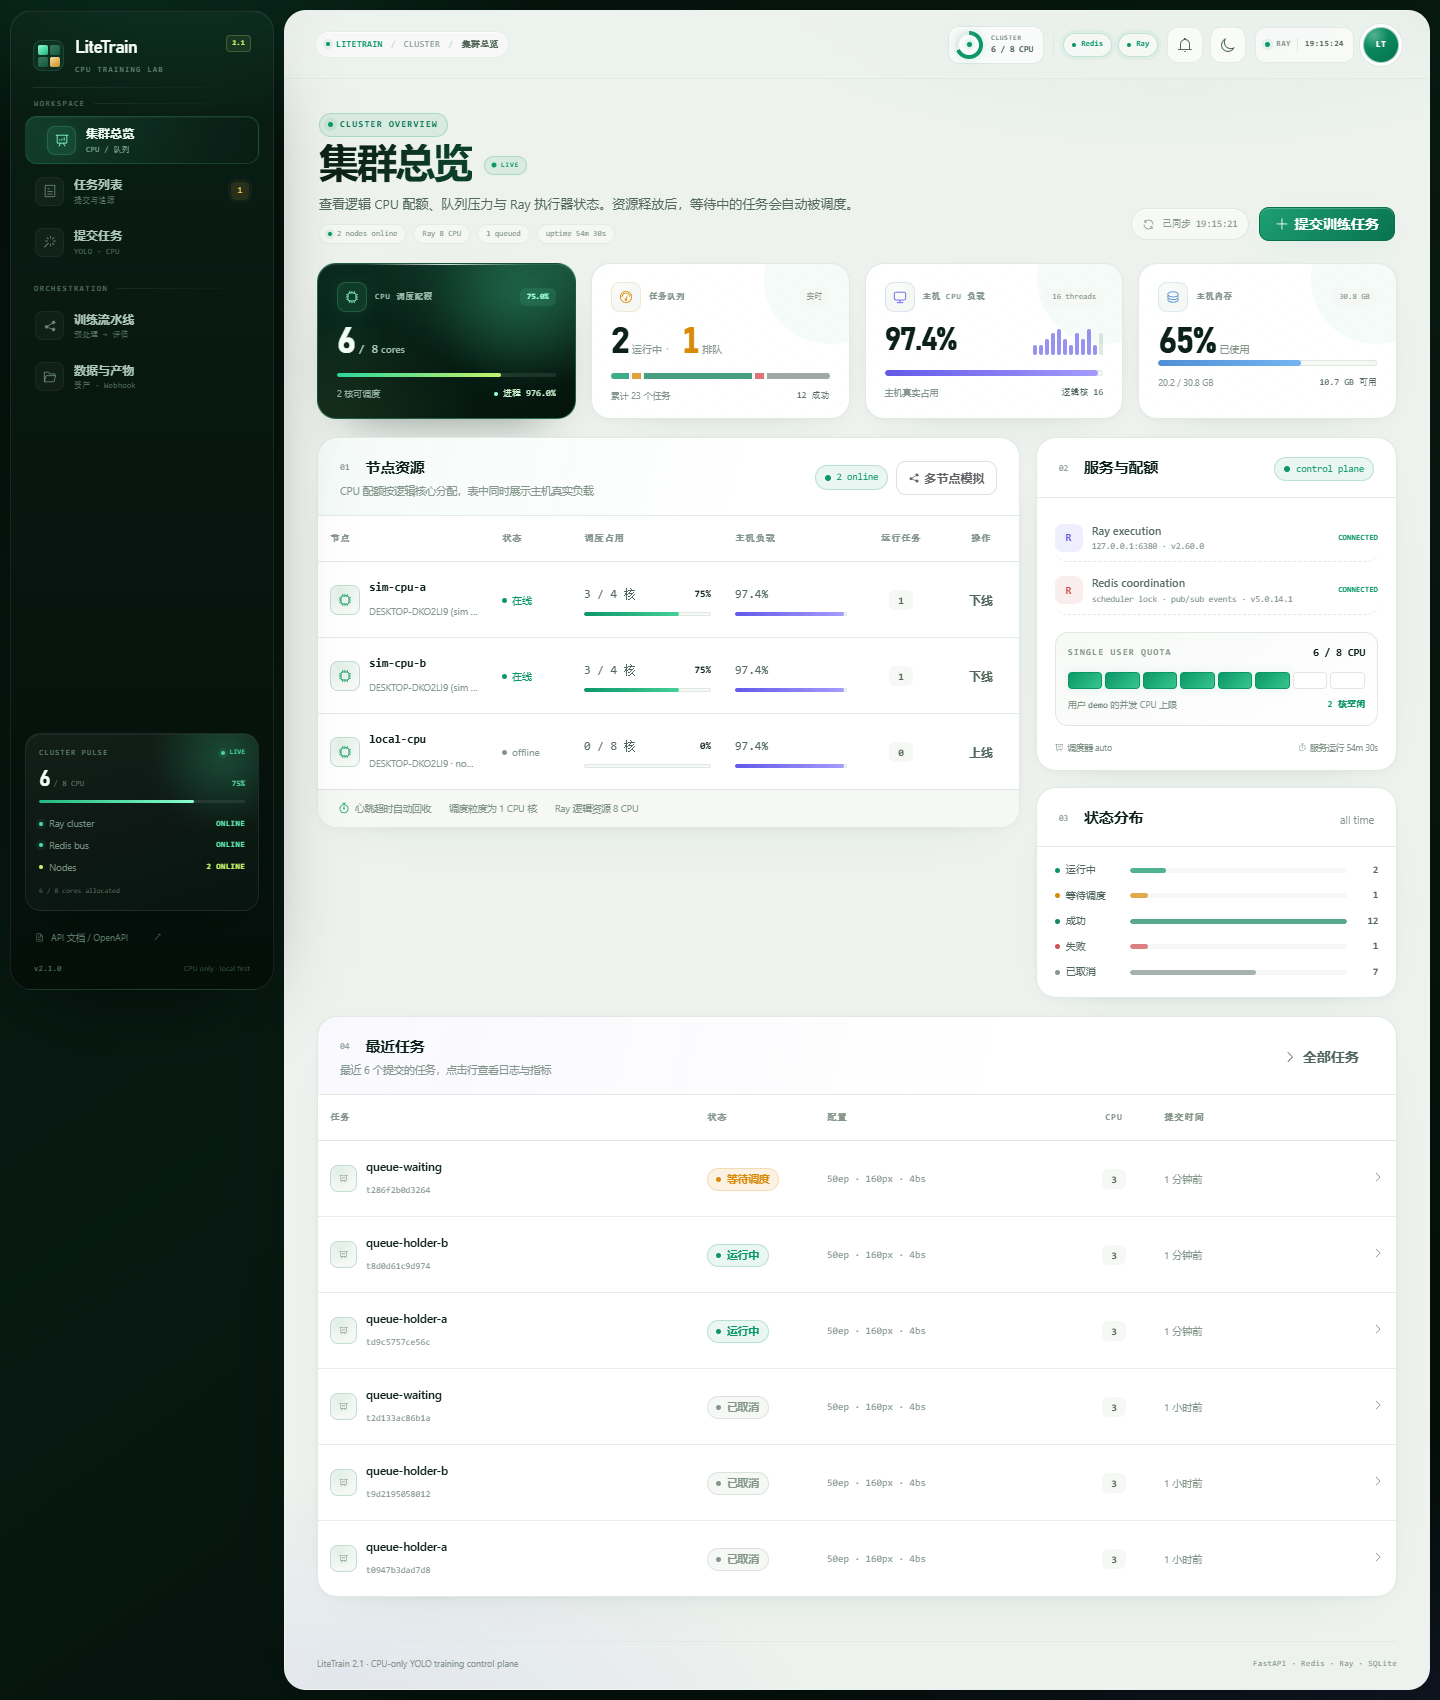 LiteTrain
2.1
CPU TRAINING LAB
WORKSPACE
集群总览
CPU / 队列
任务列表
提交与追踪
1
提交任务
YOLO · CPU
ORCHESTRATION
训练流水线
预处理 → 评估
数据与产物
资产 · Webhook
CLUSTER PULSE
LIVE
6 / 8 CPU
75%
Ray cluster
ONLINE
Redis bus
ONLINE
Nodes
2 ONLINE
6 / 8 cores allocated
API 文档 / OpenAPI
v2.1.0
CPU only · local first
LITETRAIN / CLUSTER / 集群总览
CLUSTER
6 / 8 CPU
Redis
Ray
RAY
19:15:24
LT
CLUSTER OVERVIEW
集群总览
LIVE
查看逻辑 CPU 配额、队列压力与 Ray 执行器状态。资源释放后，等待中的任务会自动被调度。
2 nodes online
Ray 8 CPU
1 queued
uptime 54m 30s
已同步 19:15:21
提交训练任务
CPU 调度配额
75.0%
6 / 8 cores
2 核可调度
进程 976.0%
任务队列
实时
2 运行中 · 1 排队
累计 23 个任务
12 成功
主机 CPU 负载
16 threads
97.4%
主机真实占用
逻辑核 16
主机内存
30.8 GB
65% 已使用
20.2 / 30.8 GB
10.7 GB 可用
01
节点资源
CPU 配额按逻辑核心分配，表中同时展示主机真实负载
2 online
多节点模拟
节点
状态
调度占用
主机负载
运行任务
操作
sim-cpu-a
DESKTOP-DKO2LI9 (sim ...
在线
3 / 4 核
75%
97.4%
1
下线
sim-cpu-b
DESKTOP-DKO2LI9 (sim ...
在线
3 / 4 核
75%
97.4%
1
下线
local-cpu
DESKTOP-DKO2LI9 · no...
offline
0 / 8 核
0%
97.4%
0
上线
心跳超时自动回收
调度粒度为 1 CPU 核
Ray 逻辑资源 8 CPU
02
服务与配额
control plane
R
Ray execution
127.0.0.1:6380 · v2.60.0
CONNECTED
R
Redis coordination
scheduler lock · pub/sub events · v5.0.14.1
CONNECTED
SINGLE USER QUOTA
6 / 8 CPU
用户 demo 的并发 CPU 上限
2 核空闲
调度器 auto
服务运行 54m 30s
03
状态分布
all time
运行中
2
等待调度
1
成功
12
失败
1
已取消
7
04
最近任务
最近 6 个提交的任务，点击行查看日志与指标
全部任务
任务
状态
配置
CPU
提交时间
queue-waiting
t286f2b0d3264
等待调度
50ep · 160px · 4bs
3
1 分钟前
queue-holder-b
t8d0d61c9d974
运行中
50ep · 160px · 4bs
3
1 分钟前
queue-holder-a
td9c5757ce56c
运行中
50ep · 160px · 4bs
3
1 分钟前
queue-waiting
t2d133ac86b1a
已取消
50ep · 160px · 4bs
3
1 小时前
queue-holder-b
t9d2195058012
已取消
50ep · 160px · 4bs
3
1 小时前
queue-holder-a
t0947b3dad7d8
已取消
50ep · 160px · 4bs
3
1 小时前
LiteTrain 2.1 · CPU-only YOLO training control plane
FastAPI · Redis · Ray · SQLite